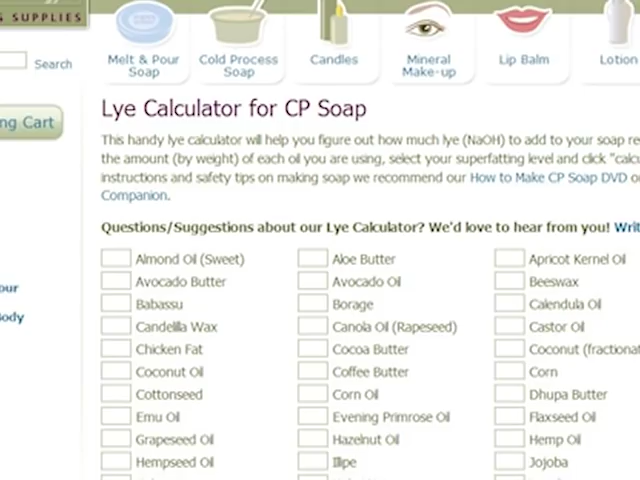 SUPPLIES
Search
Melt & Pour Soap
Cold Process Soap
Candles
Mineral Make-up
Lip Balm
Lotion
ng Cart
Lye Calculator for CP Soap
This handy lye calculator will help you figure out how much lye (NaOH) to add to your soap re
the amount (by weight) of each oil you are using, select your superfatting level and click "calcu
instructions and safety tips on making soap we recommend our How to Make CP Soap DVD o
Companion.
Questions/Suggestions about our Lye Calculator? We'd love to hear from you! Writ
our
Body
Almond Oil (Sweet) Aloe Butter Apricot Kernel Oil
Avocado Butter Avocado Oil Beeswax
Babassu Borage Calendula Oil
Candelilla Wax Canola Oil (Rapeseed) Castor Oil
Chicken Fat Cocoa Butter Coconut (fractionat
Coconut Oil Coffee Butter Corn
Cottonseed Corn Oil Dhupa Butter
Emu Oil Evening Primrose Oil Flaxseed Oil
Grapeseed Oil Hazelnut Oil Hemp Oil
Hempseed Oil Illipe Jojoba